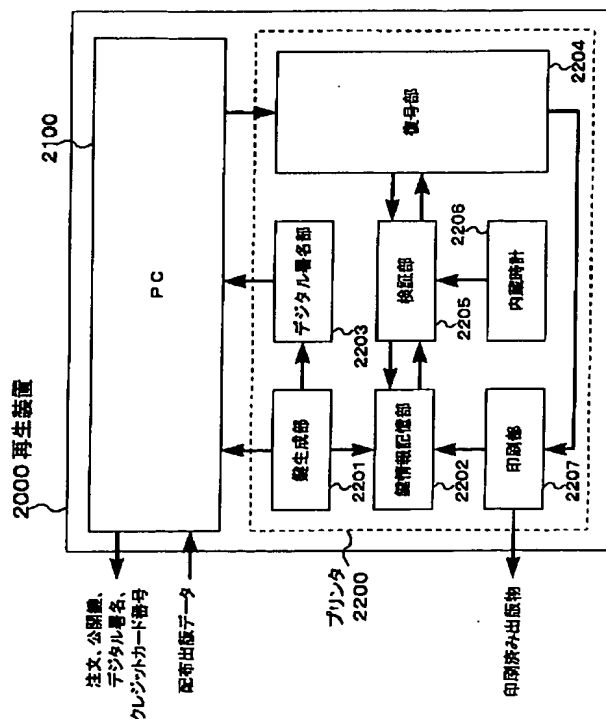 2000 再生装置
2100
PC
注文、公開鍵、
デジタル署名、
クレジットカード番号
配布出版データ
鍵生成部
2201
デジタル署名部
2203
復号部
2204
鍵情報記憶部
2202
検証部
2205
2206
内蔵時計
印刷部
2207
プリンタ
2200
印刷済み出版物